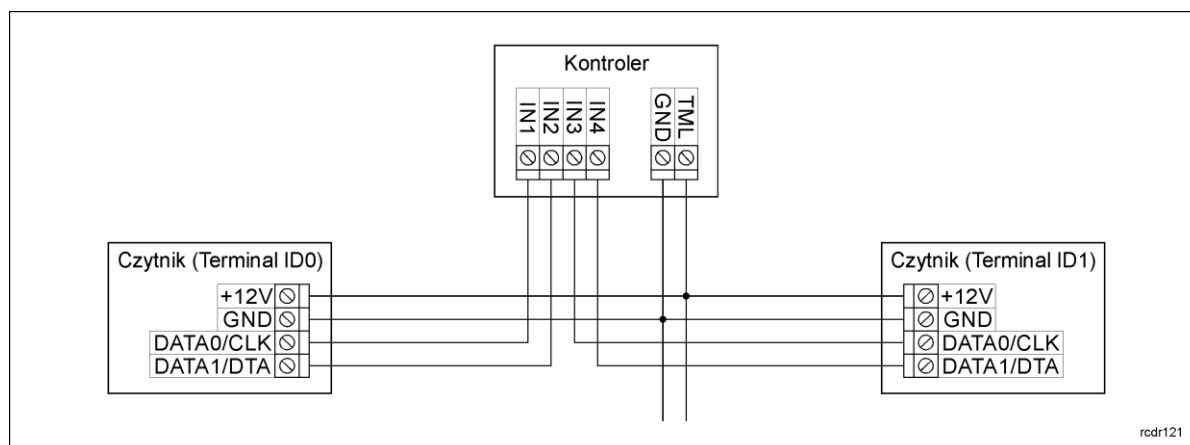 Kontroler
IN1
IN2
IN3
IN4
GND
TML
Czytnik (Terminal ID0)
+12V
GND
DATA0/CLK
DATA1/DTA
Czytnik (Terminal ID1)
+12V
GND
DATA0/CLK
DATA1/DTA
rcdr121